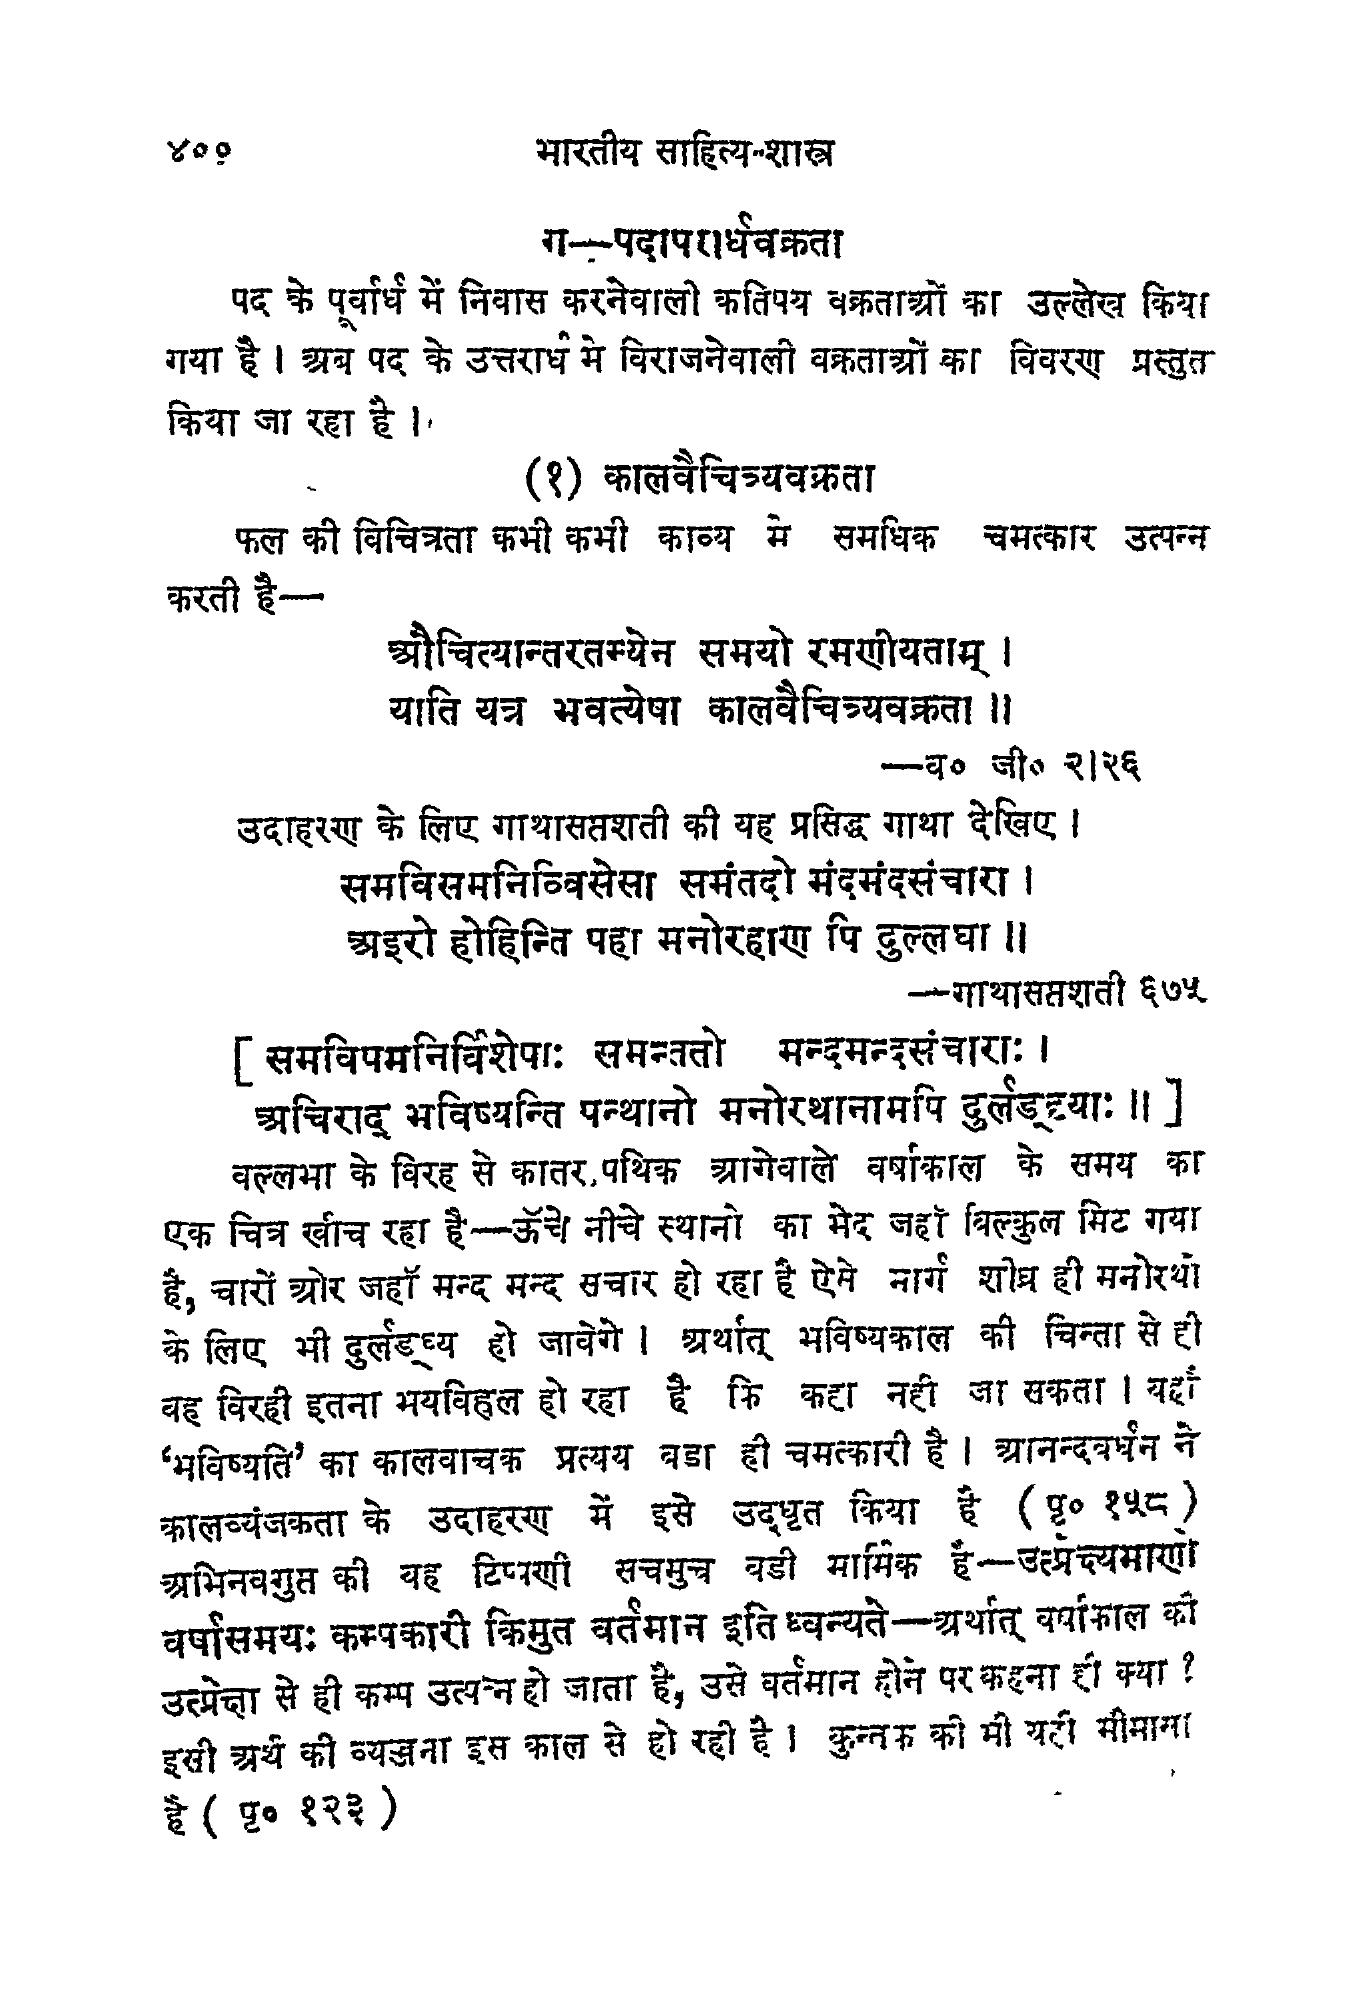 ४०० भारतीय साहित्य-शास्त्र
ग—पदापरार्धवक्रता
पद के पूर्वार्ध में निवास करनेवाली कतिपय वक्रताओं का उल्लेख किया
गया है । अब पद के उत्तरार्ध मे विराजनेवाली वक्रताओं का विवरण प्रस्तुत
किया जा रहा है ।
(१) कालवैचित्र्यवक्रता
फल की विचित्रता कभी कभी काव्य मे समधिक चमत्कार उत्पन्न
करती है—
औचित्यान्तरतम्येन समयो रमणीयताम् ।
याति यत्र भवत्येषा कालवैचित्र्यवक्रता ॥
—व० जी० २।२६
उदाहरण के लिए गाथासप्तशती की यह प्रसिद्ध गाथा देखिए ।
समविसमनिव्विसेसा समंतदो मंदमंदसंचारा ।
अइरो होहिन्ति पहा मनोरहाण पि दुल्लघा ॥
—गाथासप्तशती ६७५
[ समविषमनिर्विशेषाः समन्ततो मन्दमन्दसंचाराः ।
अचिराद् भविष्यन्ति पन्थानो मनोरथानामपि दुर्लङ्घ्याः ॥ ]
वल्लभा के विरह से कातर पथिक आगेवाले वर्षाकाल के समय का
एक चित्र खींच रहा है—ऊँचे नीचे स्थानो का भेद जहाँ बिल्कुल मिट गया
है, चारों ओर जहाँ मन्द मन्द सचार हो रहा है ऐसे मार्ग शीघ्र ही मनोरथों
के लिए भी दुर्लङ्घ्य हो जावेगे । अर्थात् भविष्यकाल की चिन्ता से ही
वह विरही इतना भयविह्वल हो रहा है कि कहा नही जा सकता । यहाँ
‘भविष्यति’ का कालवाचक प्रत्यय बडा ही चमत्कारी है । आनन्दवर्धन ने
कालव्यंजकता के उदाहरण में इसे उद्धृत किया है ( पृ० १५८ )
अभिनवगुप्त की यह टिप्पणी सचमुच बडी मार्मिक है—उत्प्रेक्ष्यमाणो
वर्षासमयः कम्पकारी किमुत वर्तमान इति ध्वन्यते—अर्थात् वर्षाकाल की
उत्प्रेक्षा से ही कम्प उत्पन्न हो जाता है, उसे वर्तमान होने पर कहना ही क्या ?
इसी अर्थ की व्यञ्जना इस काल से हो रही है । कुन्तक की भी यही मीमासा
है ( पृ० १२३ )